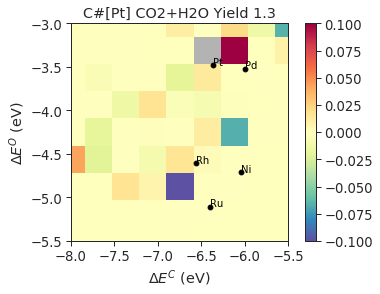 C#[Pt] CO2+H2O Yield 1.3
−3.0
−3.5
−4.0
−4.5
−5.0
−5.5
ΔE^O (eV)
Pt
Pd
Rh
Ni
Ru
−8.0 −7.5 −7.0 −6.5 −6.0 −5.5
ΔE^C (eV)
0.100
0.075
0.050
0.025
0.000
−0.025
−0.050
−0.075
−0.100